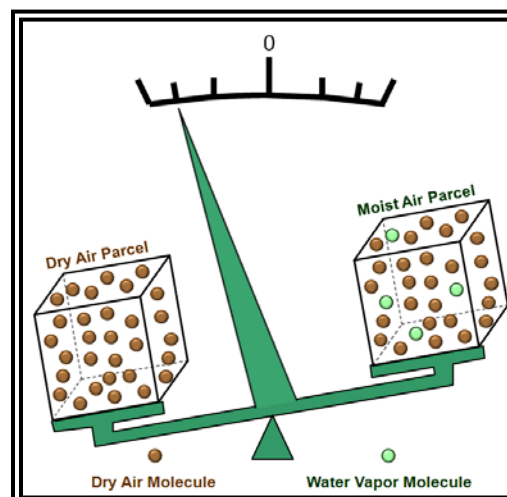 0
Moist Air Parcel
Dry Air Parcel
Dry Air Molecule
Water Vapor Molecule